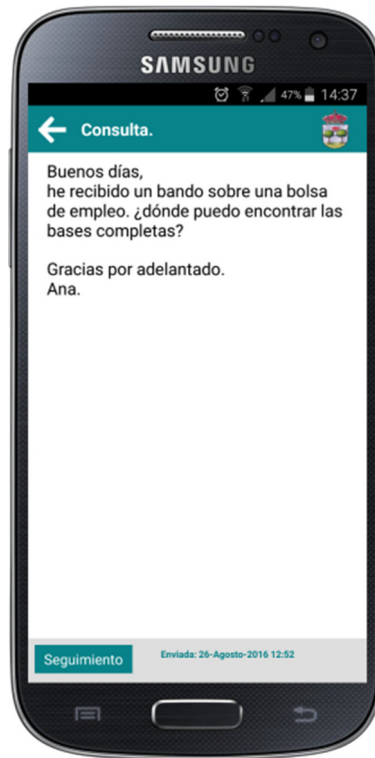 SAMSUNG
47% 14:37
Consulta.
Buenos días,
he recibido un bando sobre una bolsa
de empleo. ¿dónde puedo encontrar las
bases completas?
Gracias por adelantado.
Ana.
Seguimiento
Enviada: 26-Agosto-2016 12:52